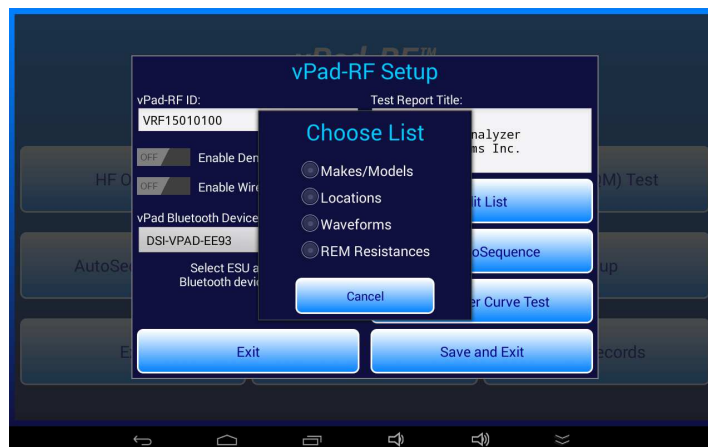 vPad-RF™
vPad-RF Setup
vPad-RF ID:
Test Report Title:
VRF15010100
nalyzer
ms Inc.
Choose List
OFF Enable Den
Makes/Models
HF O
M) Test
OFF Enable Wire
Locations
it List
vPad Bluetooth Device
Waveforms
DSI-VPAD-EE93
REM Resistances
oSequence
AutoSe
up
Select ESU a
Bluetooth devi
Cancel
er Curve Test
E
Exit
Save and Exit
ecords